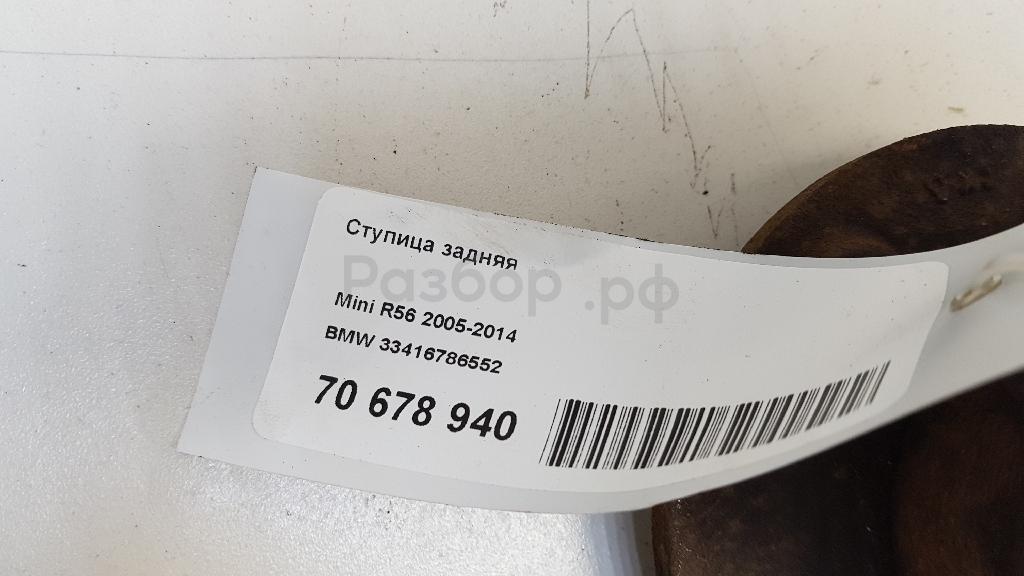 Ступица задняя
Разбор.рф
Mini R56 2005-2014
BMW 33416786552
70 678 940